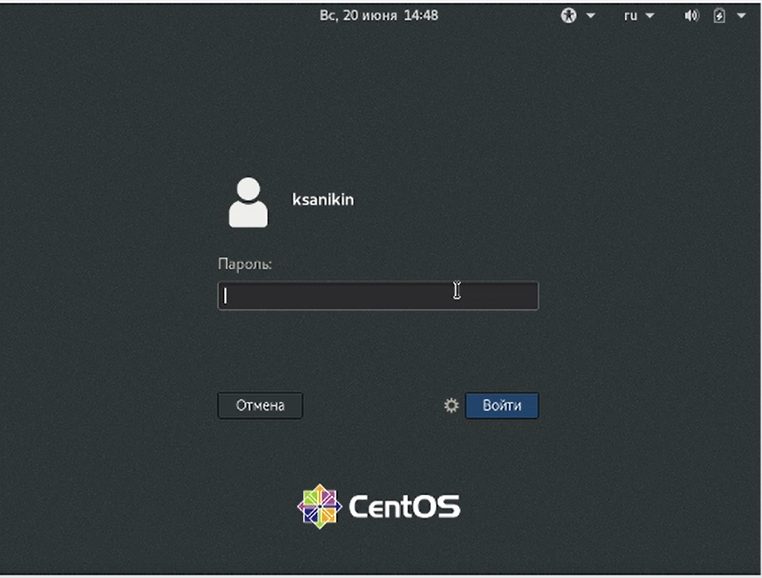 Вс, 20 июня 14:48
ru
ksanikin
Пароль:
Отмена
Войти
CentOS